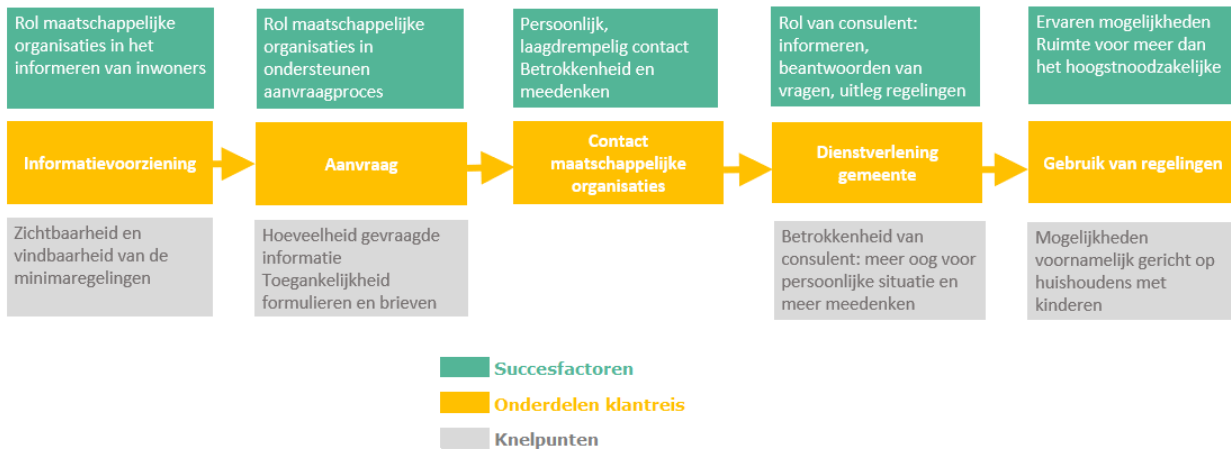 Rol maatschappelijke
organisaties in het
informeren van inwoners
Rol maatschappelijke
organisaties in
ondersteunen
aanvraagproces
Persoonlijk,
laagdrempelig contact
Betrokkenheid en
meedenken
Rol van consulent:
informeren,
beantwoorden van
vragen, uitleg regelingen
Ervaren mogelijkheden
Ruimte voor meer dan
het hoogstnoodzakelijke
Informatievoorziening
Aanvraag
Contact
maatschappelijke
organisaties
Dienstverlening
gemeente
Gebruik van regelingen
Zichtbaarheid en
vindbaarheid van de
minimaregelingen
Hoeveelheid gevraagde
informatie
Toegankelijkheid
formulieren en brieven
Betrokkenheid van
consulent: meer oog voor
persoonlijke situatie en
meer meedenken
Mogelijkheden
voornamelijk gericht op
huishoudens met
kinderen
Succesfactoren
Onderdelen klantreis
Knelpunten